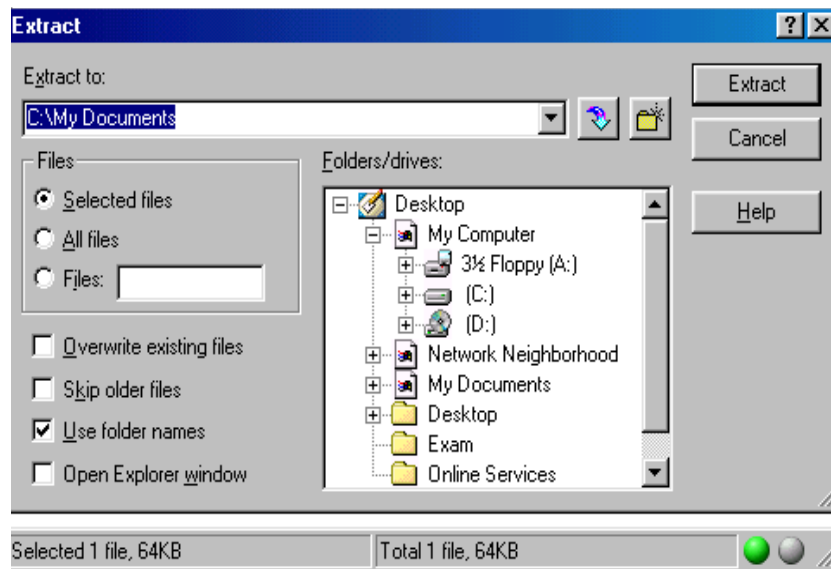 Extract
Extract to:
C:\My Documents
Extract
Cancel
Help
Files
Selected files
All files
Files:
Overwrite existing files
Skip older files
Use folder names
Open Explorer window
Folders/drives:
Desktop
My Computer
3½ Floppy (A:)
(C:)
(D:)
Network Neighborhood
My Documents
Desktop
Exam
Online Services
Selected 1 file, 64KB
Total 1 file, 64KB